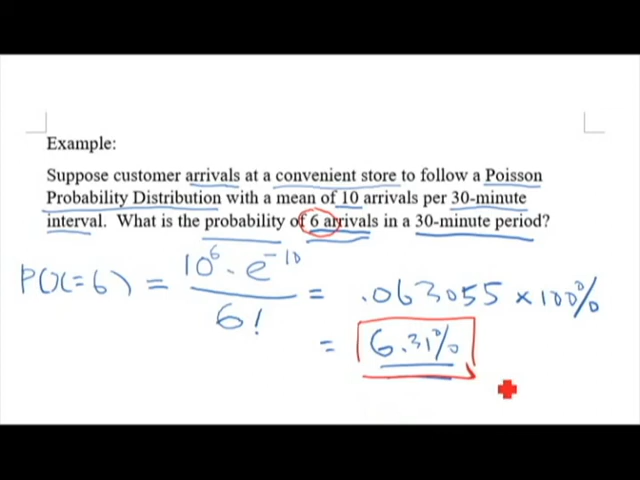 Example:
Suppose customer arrivals at a convenient store to follow a Poisson
Probability Distribution with a mean of 10 arrivals per 30-minute
interval. What is the probability of 6 arrivals in a 30-minute period?
P(x=6) = 10⁶ · e⁻¹⁰ / 6! = .063055 × 100%
= 6.31%